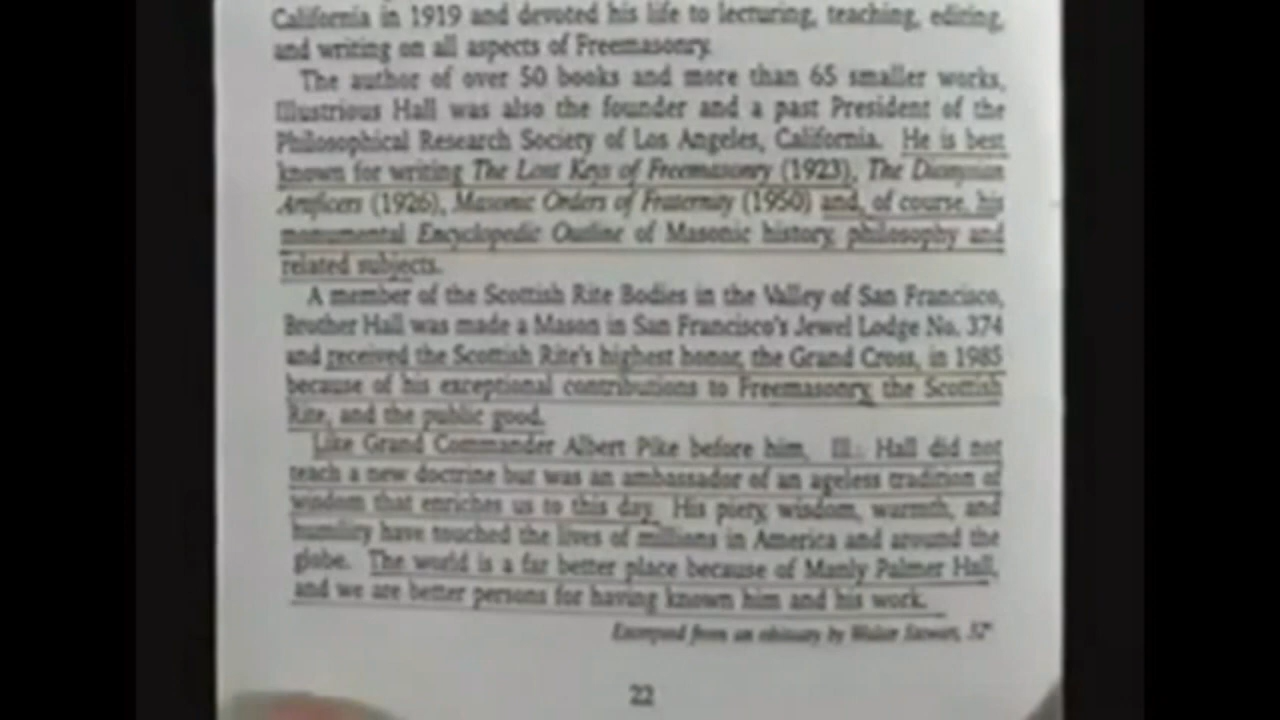 California in 1919 and devoted his life to lecturing, teaching, editing,
and writing on all aspects of Freemasonry.
The author of over 50 books and more than 65 smaller works,
Illustrious Hall was also the founder and a past President of the
Philosophical Research Society of Los Angeles, California. He is best
known for writing The Lost Keys of Freemasonry (1923), The Dionysian
Artificers (1926), Masonic Orders of Fraternity (1950) and, of course, his
monumental Encyclopedic Outline of Masonic history, philosophy and
related subjects.
A member of the Scottish Rite Bodies in the Valley of San Francisco,
Brother Hall was made a Mason in San Francisco's Jewel Lodge No. 374
and received the Scottish Rite's highest honor, the Grand Cross, in 1985
because of his exceptional contributions to Freemasonry, the Scottish
Rite, and the public good.
Like Grand Commander Albert Pike before him, Ill∴ Hall did not
teach a new doctrine but was an ambassador of an ageless tradition of
wisdom that enriches us to this day. His piety, wisdom, warmth, and
humility have touched the lives of millions in America and around the
globe. The world is a far better place because of Manly Palmer Hall,
and we are better persons for having known him and his work.
Excerpted from an obituary by Walter Stewart, 32°
22